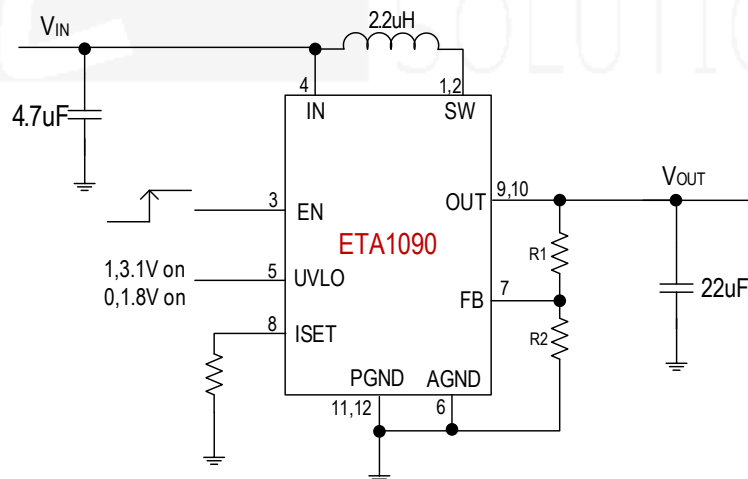 SOLUTIO
2.2uH
VIN
4
1,2
4.7uF
IN
SW
3
EN
OUT
9,10
VOUT
ETA1090
R1
1,3.1V on
0,1.8V on
5
UVLO
FB
7
22uF
8
ISET
R2
PGND
AGND
11,12
6